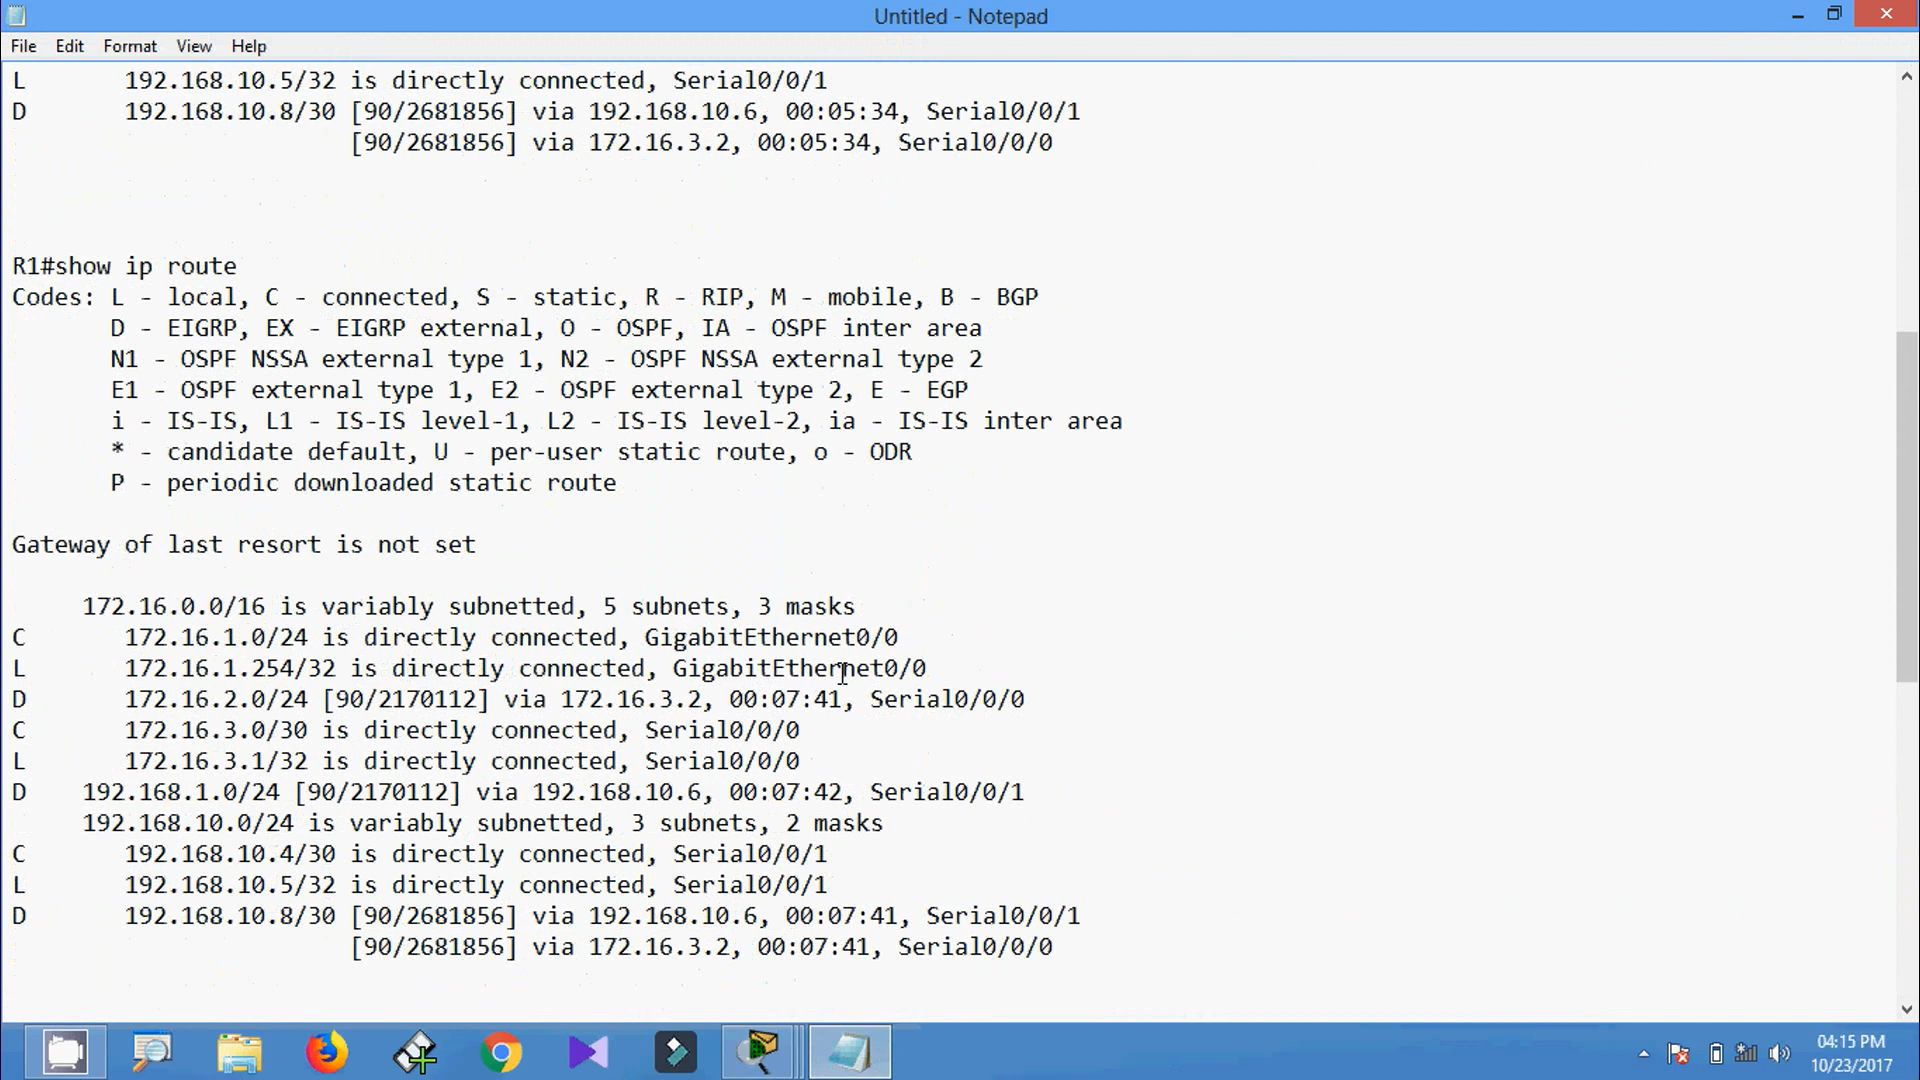 Untitled - Notepad
File Edit Format View Help
L 192.168.10.5/32 is directly connected, Serial0/0/1
D 192.168.10.8/30 [90/2681856] via 192.168.10.6, 00:05:34, Serial0/0/1
[90/2681856] via 172.16.3.2, 00:05:34, Serial0/0/0
R1#show ip route
Codes: L - local, C - connected, S - static, R - RIP, M - mobile, B - BGP
D - EIGRP, EX - EIGRP external, O - OSPF, IA - OSPF inter area
N1 - OSPF NSSA external type 1, N2 - OSPF NSSA external type 2
E1 - OSPF external type 1, E2 - OSPF external type 2, E - EGP
i - IS-IS, L1 - IS-IS level-1, L2 - IS-IS level-2, ia - IS-IS inter area
* - candidate default, U - per-user static route, o - ODR
P - periodic downloaded static route
Gateway of last resort is not set
172.16.0.0/16 is variably subnetted, 5 subnets, 3 masks
C 172.16.1.0/24 is directly connected, GigabitEthernet0/0
L 172.16.1.254/32 is directly connected, GigabitEthernet0/0
D 172.16.2.0/24 [90/2170112] via 172.16.3.2, 00:07:41, Serial0/0/0
C 172.16.3.0/30 is directly connected, Serial0/0/0
L 172.16.3.1/32 is directly connected, Serial0/0/0
D 192.168.1.0/24 [90/2170112] via 192.168.10.6, 00:07:42, Serial0/0/1
192.168.10.0/24 is variably subnetted, 3 subnets, 2 masks
C 192.168.10.4/30 is directly connected, Serial0/0/1
L 192.168.10.5/32 is directly connected, Serial0/0/1
D 192.168.10.8/30 [90/2681856] via 192.168.10.6, 00:07:41, Serial0/0/1
[90/2681856] via 172.16.3.2, 00:07:41, Serial0/0/0
04:15 PM
10/23/2017